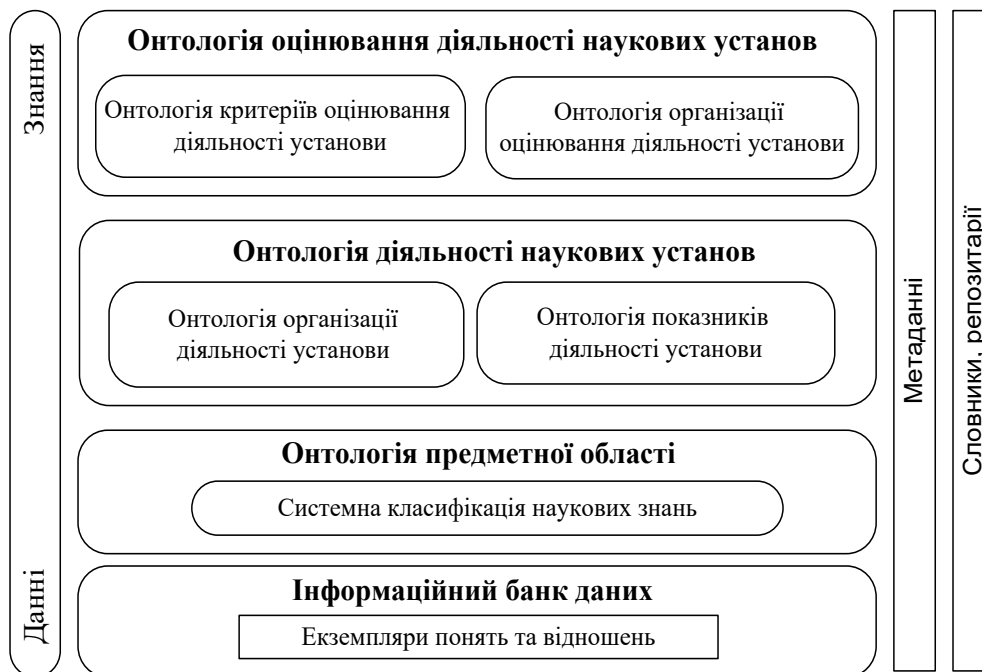 Знання
Онтологія оцінювання діяльності наукових установ
Онтологія критеріїв оцінювання
діяльності установи
Онтологія організації
оцінювання діяльності установи
Онтологія діяльності наукових установ
Онтологія організації
діяльності установи
Онтологія показників
діяльності установи
Онтологія предметної області
Системна класифікація наукових знань
Данні
Інформаційний банк даних
Екземпляри понять та відношень
Метаданні
Словники, репозитарії